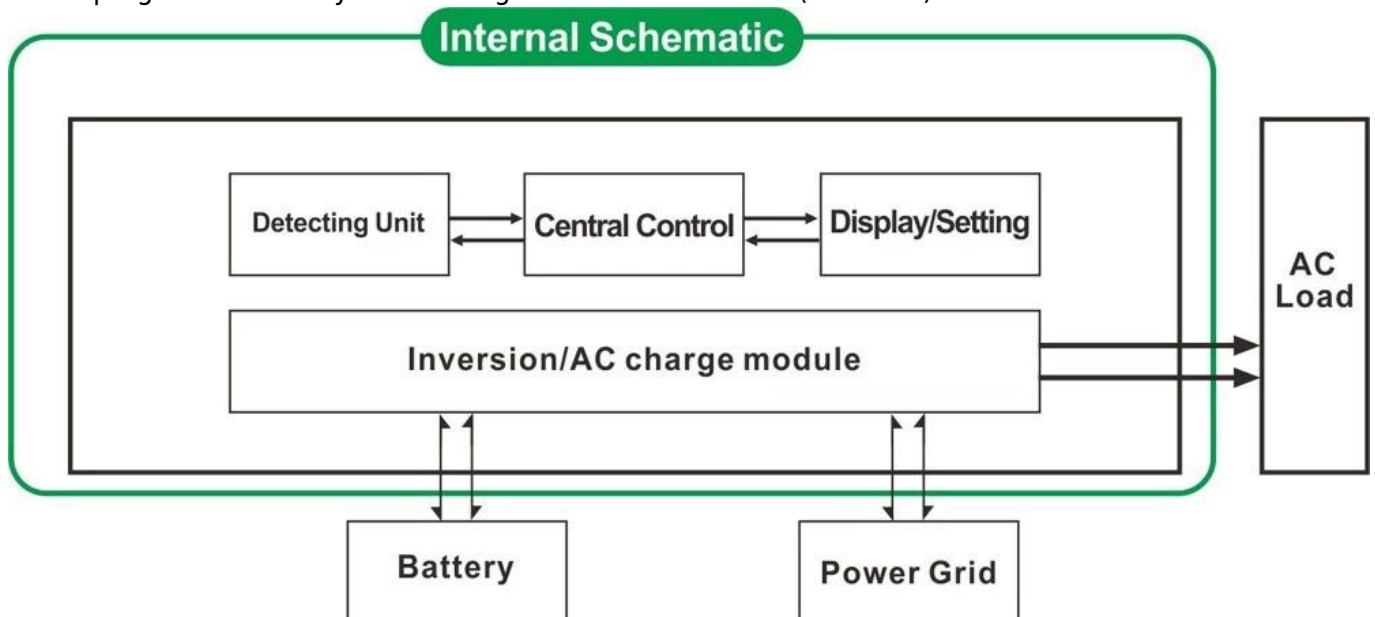 Internal Schematic
Detecting Unit
Central Control
Display/Setting
AC
Load
Inversion/AC charge module
Battery
Power Grid